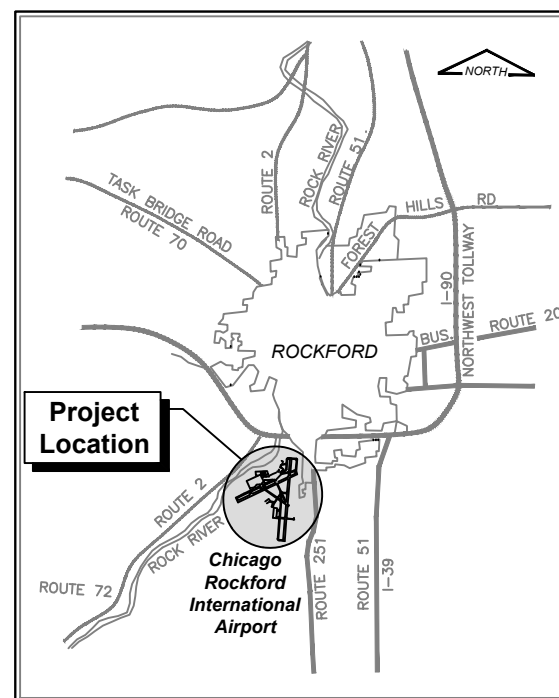 NORTH
ROUTE 2
ROCK RIVER
ROUTE 51.
TASK BRIDGE ROAD
ROUTE 70
FOREST
HILLS
RD
I-90
NORTHWEST TOLLWAY
BUS.
ROUTE 20
ROCKFORD
Project
Location
ROUTE 2
ROCK RIVER
ROUTE 72
Chicago
Rockford
International
Airport
ROUTE 251
ROUTE 51
I-39